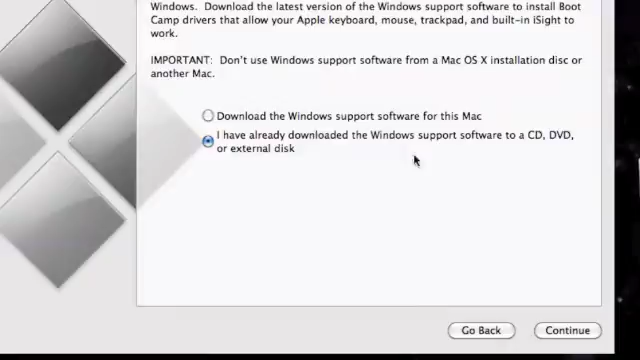 Windows. Download the latest version of the Windows support software to install Boot
Camp drivers that allow your Apple keyboard, mouse, trackpad, and built-in iSight to
work.
IMPORTANT: Don't use Windows support software from a Mac OS X installation disc or
another Mac.
Download the Windows support software for this Mac
I have already downloaded the Windows support software to a CD, DVD,
or external disk
Go Back
Continue